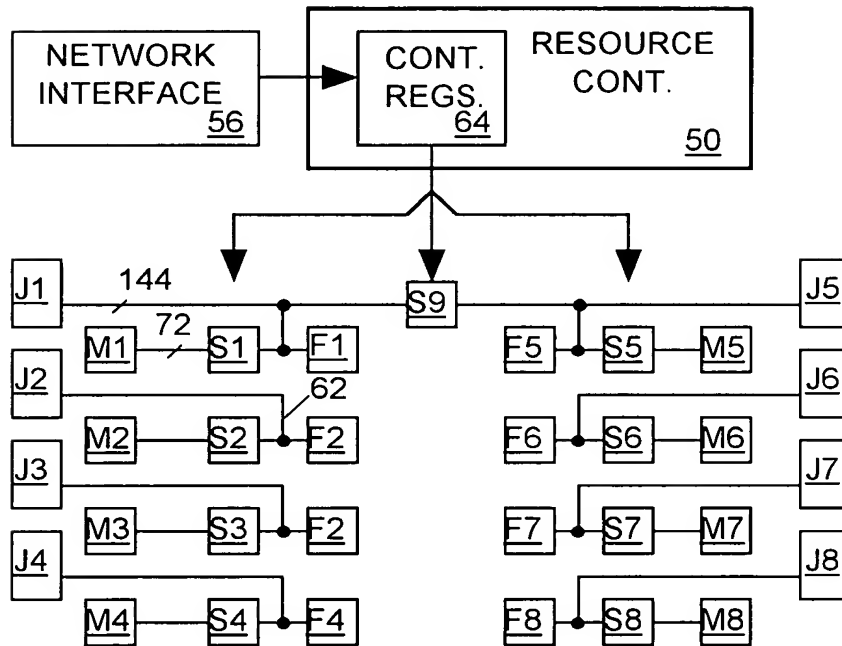 NETWORK
INTERFACE
56
CONT.
REGS.
64
RESOURCE
CONT.
50
J1
144
S9
J5
M1
72
S1
F1
F5
S5
M5
J2
62
J6
M2
S2
F2
F6
S6
M6
J3
J7
M3
S3
F2
F7
S7
M7
J4
J8
M4
S4
F4
F8
S8
M8